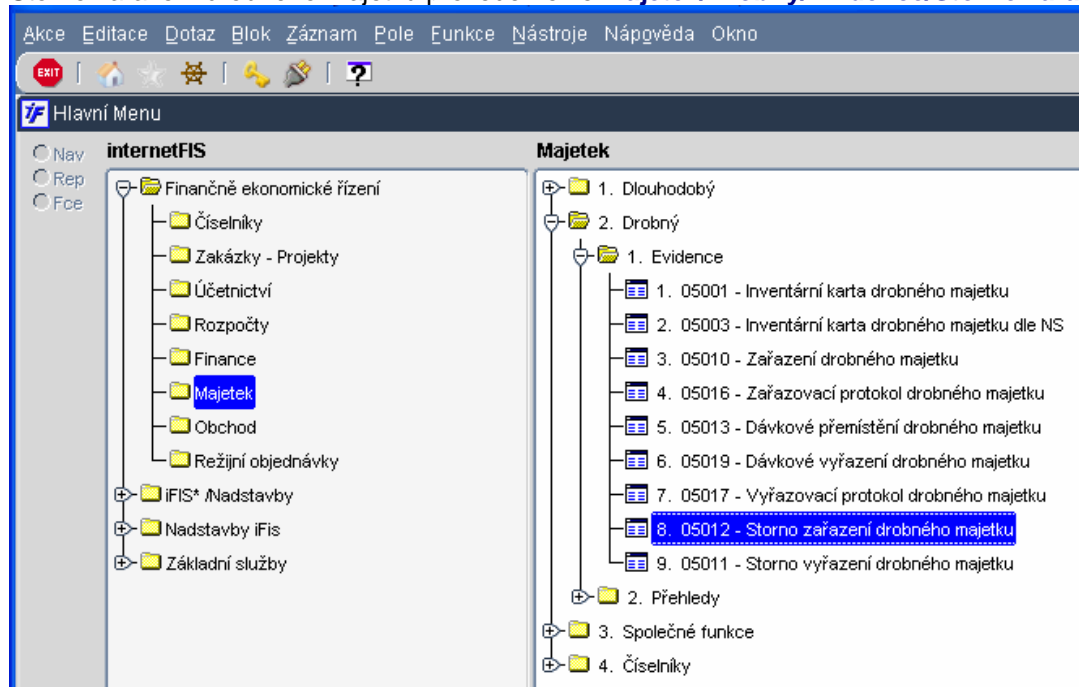 Akce Editace Dotaz Blok Záznam Pole Funkce Nástroje Nápověda Okno
EXIT
Hlavní Menu
Nav
Rep
Fce
internetFIS
Finančně ekonomické řízení
Číselníky
Zakázky - Projekty
Účetnictví
Rozpočty
Finance
Majetek
Obchod
Režijní objednávky
iFIS* /Nadstavby
Nadstavby iFis
Základní služby
Majetek
1. Dlouhodobý
2. Drobný
1. Evidence
1. 05001 - Inventární karta drobného majetku
2. 05003 - Inventární karta drobného majetku dle NS
3. 05010 - Zařazení drobného majetku
4. 05016 - Zařazovací protokol drobného majetku
5. 05013 - Dávkové přemístění drobného majetku
6. 05019 - Dávkové vyřazení drobného majetku
7. 05017 - Vyřazovací protokol drobného majetku
8. 05012 - Storno zařazení drobného majetku
9. 05011 - Storno vyřazení drobného majetku
2. Přehledy
3. Společné funkce
4. Číselníky